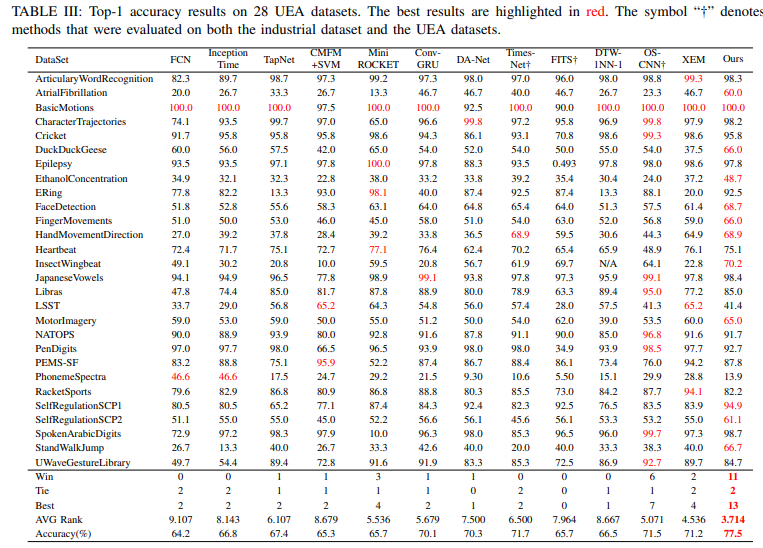 TABLE III: Top-1 accuracy results on 28 UEA datasets. The best results are highlighted in red. The symbol “†” denotes
methods that were evaluated on both the industrial dataset and the UEA datasets.
DataSet FCN Inception Time TapNet CMFM +SVM Mini ROCKET Conv- GRU DA-Net Times- Net† FITS† DTW- 1NN-1 OS- CNN† XEM Ours
ArticularyWordRecognition 82.3 89.7 98.7 97.3 99.2 97.3 98.0 97.0 96.0 98.0 98.8 99.3 98.3
AtrialFibrillation 20.0 26.7 33.3 26.7 13.3 46.7 46.7 40.0 46.7 26.7 23.3 46.7 60.0
BasicMotions 100.0 100.0 100.0 97.5 100.0 100.0 92.5 100.0 90.0 100.0 100.0 100.0 100.0
CharacterTrajectories 74.1 93.5 99.7 97.0 65.0 96.6 99.8 97.2 95.8 96.9 99.8 97.9 98.2
Cricket 91.7 95.8 95.8 95.8 98.6 94.3 86.1 93.1 70.8 98.6 99.3 98.6 95.8
DuckDuckGeese 60.0 56.0 57.5 42.0 65.0 54.0 52.0 54.0 50.0 55.0 54.0 37.5 66.0
Epilepsy 93.5 93.5 97.1 97.8 100.0 97.8 88.3 93.5 0.493 97.8 98.0 98.6 97.8
EthanolConcentration 34.9 32.1 32.3 22.8 38.0 33.2 33.8 39.2 35.4 30.4 24.0 37.2 48.7
ERing 77.8 82.2 13.3 93.0 98.1 40.0 87.4 92.5 87.4 13.3 88.1 20.0 92.5
FaceDetection 51.8 52.8 55.6 58.3 63.1 64.0 64.8 65.4 64.0 51.3 57.5 61.4 68.7
FingerMovements 51.0 50.0 53.0 46.0 45.0 58.0 51.0 54.0 63.0 52.0 56.8 59.0 66.0
HandMovementDirection 27.0 39.2 37.8 28.4 39.2 33.8 36.5 68.9 59.5 30.6 44.3 64.9 68.9
Heartbeat 72.4 71.7 75.1 72.7 77.1 76.4 62.4 70.2 65.4 65.9 48.9 76.1 75.1
InsectWingbeat 49.1 30.2 20.8 10.0 59.5 20.8 56.7 61.9 69.7 N/A 64.1 22.8 70.2
JapaneseVowels 94.1 94.9 96.5 77.8 98.9 99.1 93.8 97.8 97.3 95.9 99.1 97.8 98.4
Libras 47.8 74.4 85.0 81.7 87.8 88.9 80.0 78.9 63.3 89.4 95.0 77.2 85.0
LSST 33.7 29.0 56.8 65.2 64.3 54.8 56.0 57.4 28.0 57.5 41.3 65.2 41.4
MotorImagery 59.0 53.0 59.0 50.0 55.0 51.2 50.0 54.0 62.0 39.0 53.5 60.0 65.0
NATOPS 90.0 88.9 93.9 80.0 92.8 91.6 87.8 91.1 90.0 85.0 96.8 91.6 91.7
PenDigits 97.0 97.7 98.0 66.5 96.5 93.9 98.0 98.0 34.9 93.9 98.5 97.7 92.7
PEMS-SF 83.2 88.8 75.1 95.9 52.2 87.4 86.7 88.4 86.1 73.4 76.0 94.2 87.8
PhonemeSpectra 46.6 46.6 17.5 24.7 29.2 21.5 9.30 10.6 5.50 15.1 29.9 28.8 13.9
RacketSports 79.6 82.9 86.8 80.9 86.8 88.8 80.3 85.5 73.0 84.2 87.7 94.1 82.2
SelfRegulationSCP1 80.5 80.5 65.2 77.1 87.4 84.3 92.4 82.3 92.5 76.5 83.5 83.9 94.9
SelfRegulationSCP2 51.1 55.0 55.0 45.0 52.2 56.6 56.1 45.6 56.1 53.3 53.2 55.0 61.1
SpokenArabicDigits 72.9 97.2 98.3 97.9 10.0 96.3 98.0 85.3 96.5 96.0 99.7 97.3 98.7
StandWalkJump 26.7 13.3 40.0 26.7 33.3 42.6 40.0 20.0 40.0 33.3 38.3 40.0 66.7
UWaveGestureLibrary 49.7 54.4 89.4 72.8 91.6 91.9 83.3 85.3 72.5 86.9 92.7 89.7 84.7
Win 0 0 1 1 3 1 1 0 0 0 6 2 11
Tie 2 2 1 1 1 1 0 2 0 1 1 2 2
Best 2 2 2 2 4 2 1 2 0 1 7 4 13
AVG Rank 9.107 8.143 6.107 8.679 5.536 5.679 7.500 6.500 7.964 8.667 5.071 4.536 3.714
Accuracy(%) 64.2 66.8 67.4 65.3 65.7 70.1 70.3 71.7 65.7 66.5 71.5 71.2 77.5